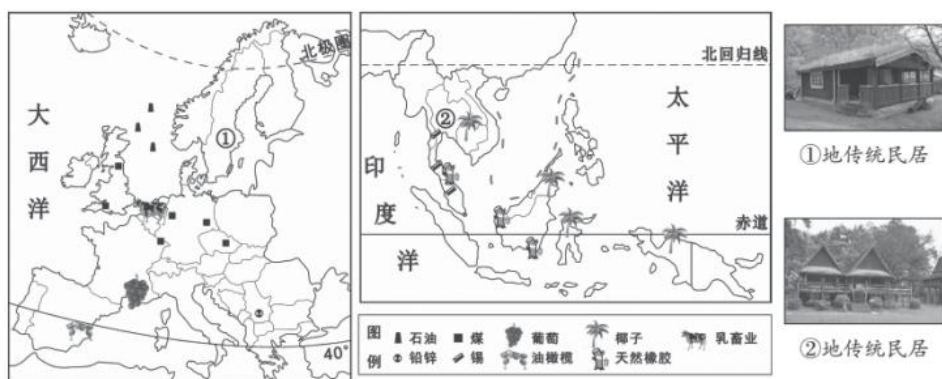 北极圈
大西洋
①
40°
北回归线
太平洋
②
印度洋
赤道
图例
石油
煤
葡萄
椰子
乳畜业
铅锌
锡
油橄榄
天然橡胶
①地传统民居
②地传统民居